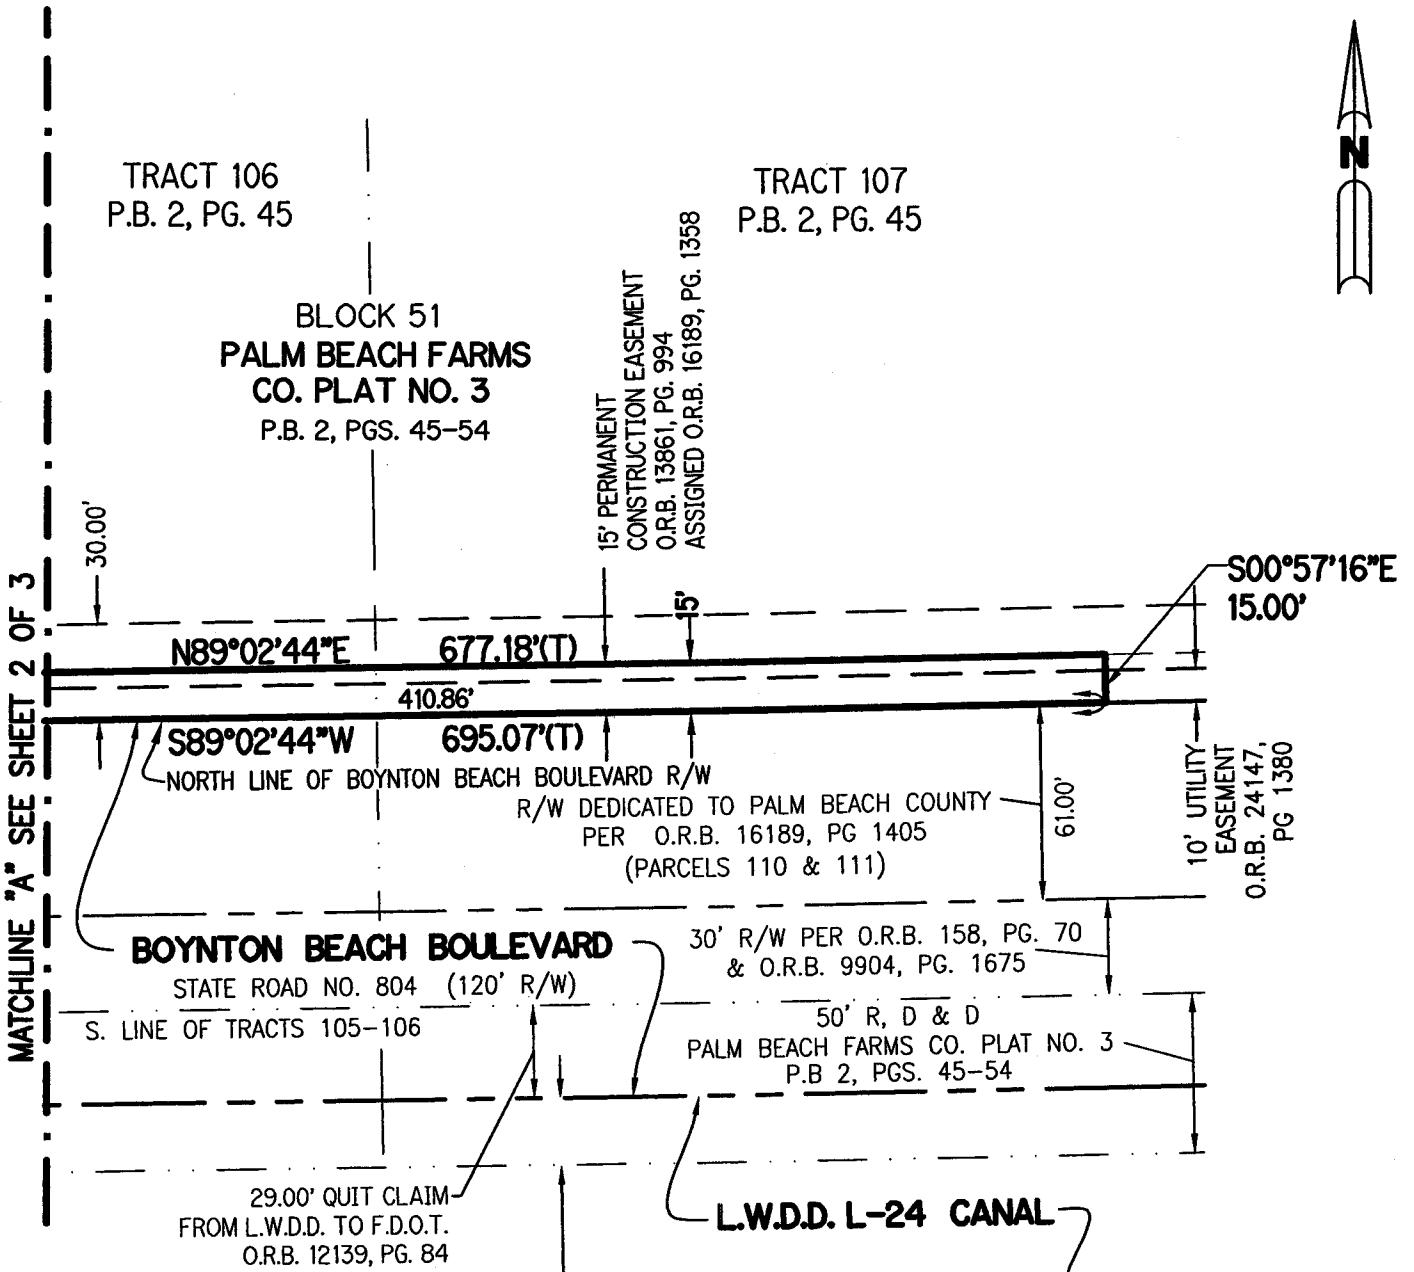 TRACT 106
P.B. 2, PG. 45
TRACT 107
P.B. 2, PG. 45
N
BLOCK 51
PALM BEACH FARMS
CO. PLAT NO. 3
P.B. 2, PGS. 45-54
15' PERMANENT
CONSTRUCTION EASEMENT
O.R.B. 13861, PG. 994
ASSIGNED O.R.B. 16189, PG. 1358
30.00'
15'
S00°57'16"E
15.00'
MATCHLINE "A" SEE SHEET 2 OF 3
N89°02'44"E 677.18'(T)
410.86'
S89°02'44"W 695.07'(T)
NORTH LINE OF BOYNTON BEACH BOULEVARD R/W
R/W DEDICATED TO PALM BEACH COUNTY
PER O.R.B. 16189, PG 1405
(PARCELS 110 & 111)
61.00'
10' UTILITY
EASEMENT
O.R.B. 24147,
PG 1380
BOYNTON BEACH BOULEVARD
STATE ROAD NO. 804 (120' R/W)
30' R/W PER O.R.B. 158, PG. 70
& O.R.B. 9904, PG. 1675
S. LINE OF TRACTS 105-106
50' R, D & D
PALM BEACH FARMS CO. PLAT NO. 3
P.B 2, PGS. 45-54
29.00' QUIT CLAIM
FROM L.W.D.D. TO F.D.O.T.
O.R.B. 12139, PG. 84
L.W.D.D. L-24 CANAL